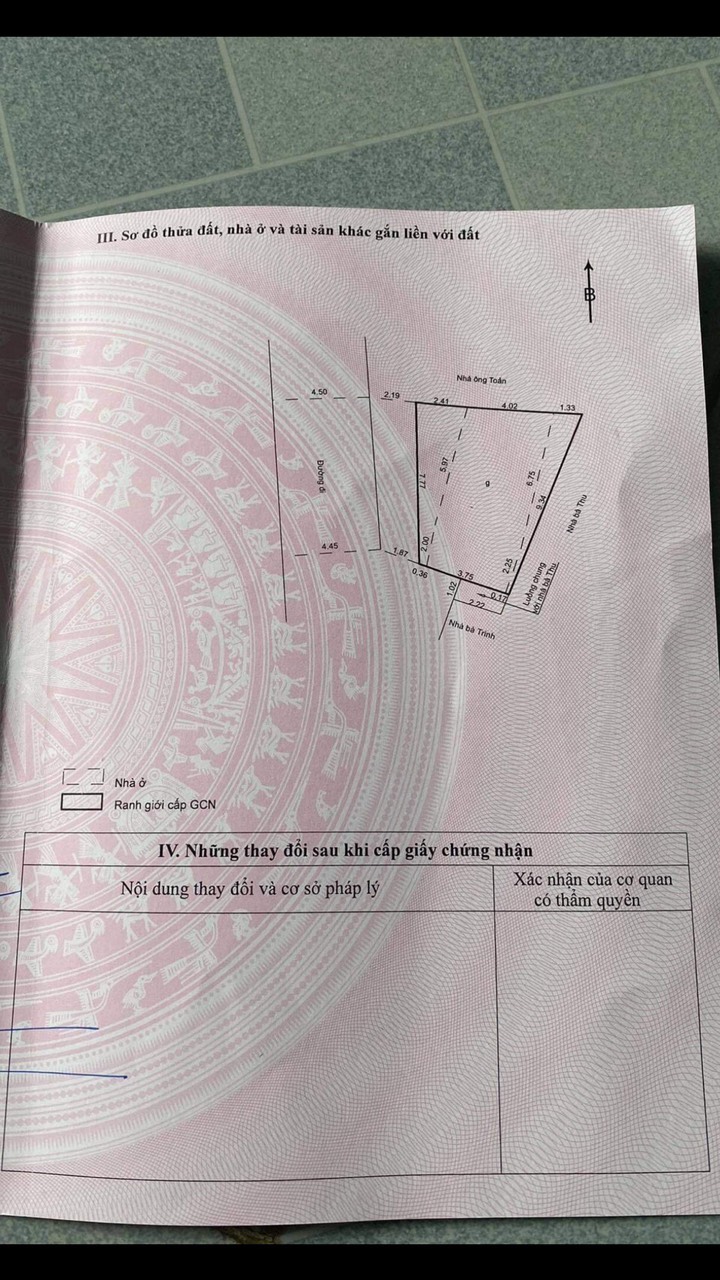 III. Sơ đồ thửa đất, nhà ở và tài sản khác gắn liền với đất
B
Nhà ông Toản
4.50
2.19
2.41
4.02
1.33
Đường đi
7.77
5.97
g
6.75
9.34
Nhà bà Thu
4.45
1.87
2.00
0.36
3.75
2.25
1.02
0.17
2.22
Luồng chung
với nhà bà Thu
Nhà bà Trinh
Nhà ở
Ranh giới cấp GCN
IV. Những thay đổi sau khi cấp giấy chứng nhận
Nội dung thay đổi và cơ sở pháp lý
Xác nhận của cơ quan
có thẩm quyền